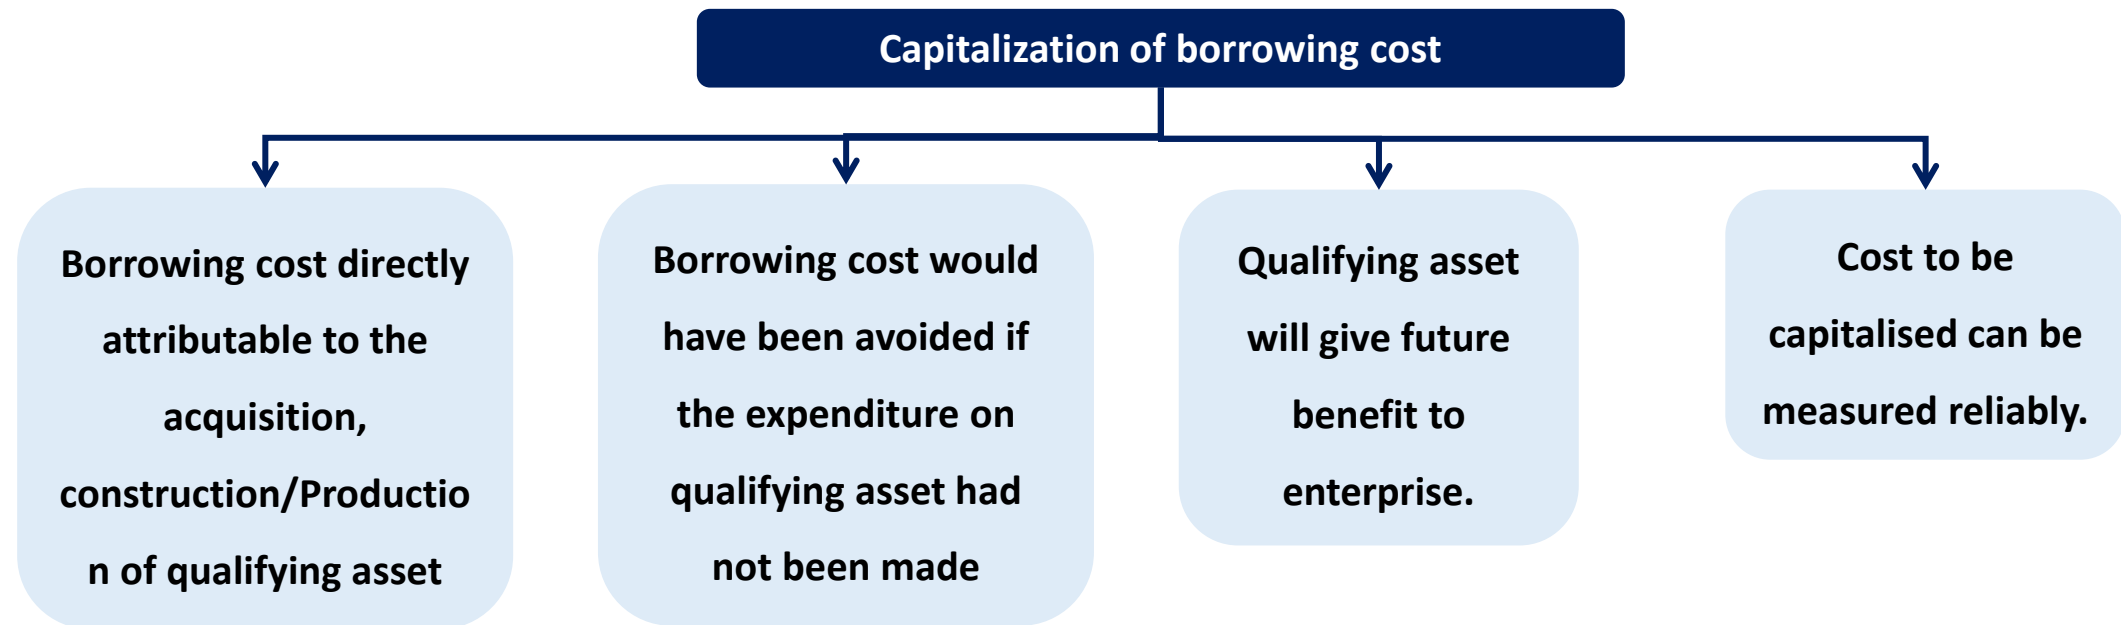 Capitalization of borrowing cost
Borrowing cost directly
attributable to the
acquisition,
construction/Productio
n of qualifying asset
Borrowing cost would
have been avoided if
the expenditure on
qualifying asset had
not been made
Qualifying asset
will give future
benefit to
enterprise.
Cost to be
capitalised can be
measured reliably.